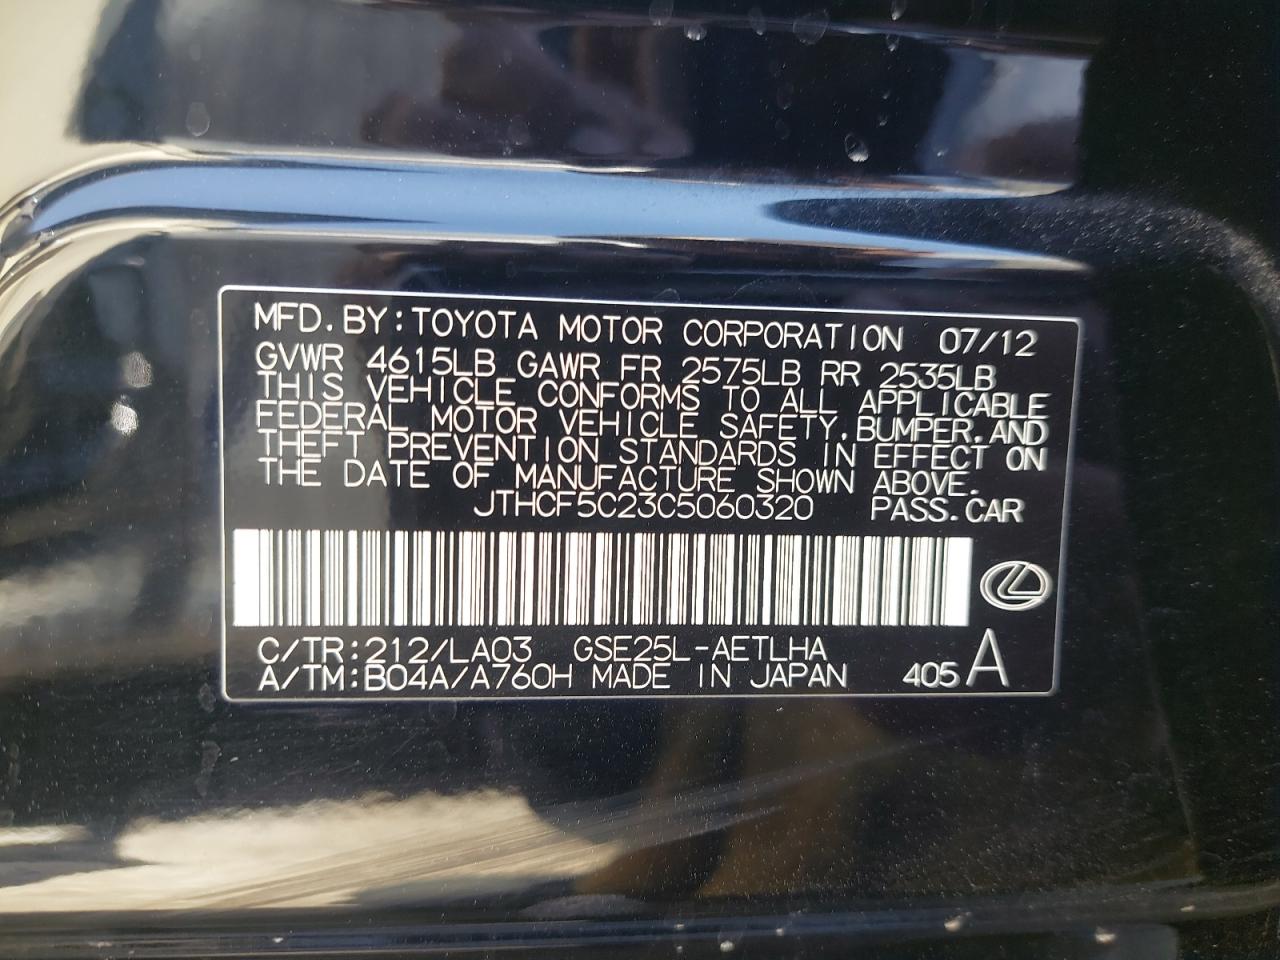 MFD. BY: TOYOTA MOTOR CORPORATION 07/12
GVWR 4615LB GAWR FR 2575LB RR 2535LB
THIS VEHICLE CONFORMS TO ALL APPLICABLE
FEDERAL MOTOR VEHICLE SAFETY, BUMPER, AND
THEFT PREVENTION STANDARDS IN EFFECT ON
THE DATE OF MANUFACTURE SHOWN ABOVE.
JTHCF5C23C5060320 PASS. CAR
C/TR: 212/LA03 GSE25L-AETLHA
A/TM: B04A/A760H MADE IN JAPAN 405 A